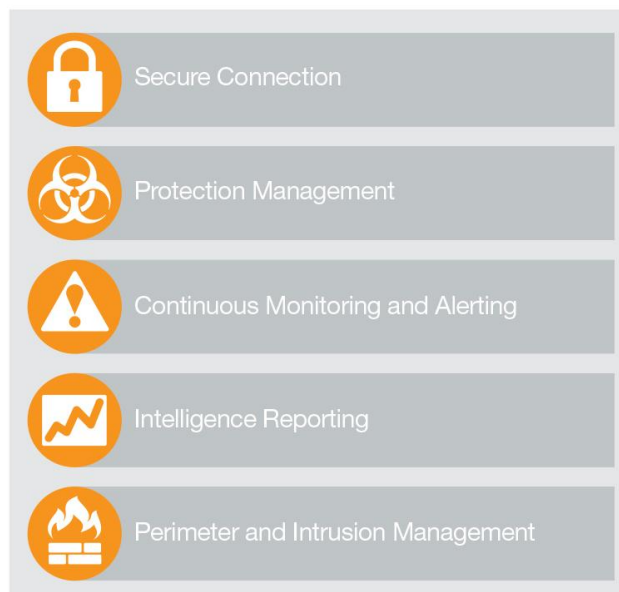 Secure Connection
Protection Management
Continuous Monitoring and Alerting
Intelligence Reporting
Perimeter and Intrusion Management